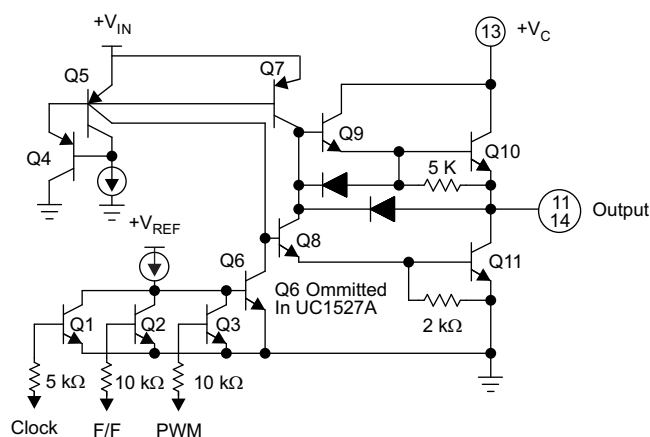 +V_IN
13
+V_C
Q5
Q7
Q9
Q4
Q10
5 K
+V_REF
11
14
Output
Q8
Q6
Q11
Q6 Ommitted
In UC1527A
Q1
Q2
Q3
2 kΩ
5 kΩ
10 kΩ
10 kΩ
Clock
F/F
PWM